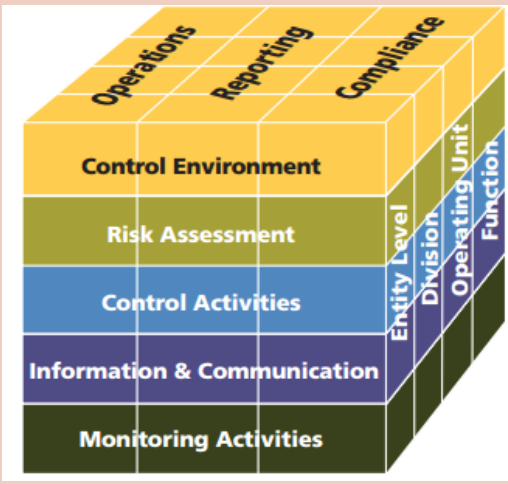 Operations
Reporting
Compliance
Control Environment
Risk Assessment
Control Activities
Information & Communication
Monitoring Activities
Entity Level
Division
Operating Unit
Function